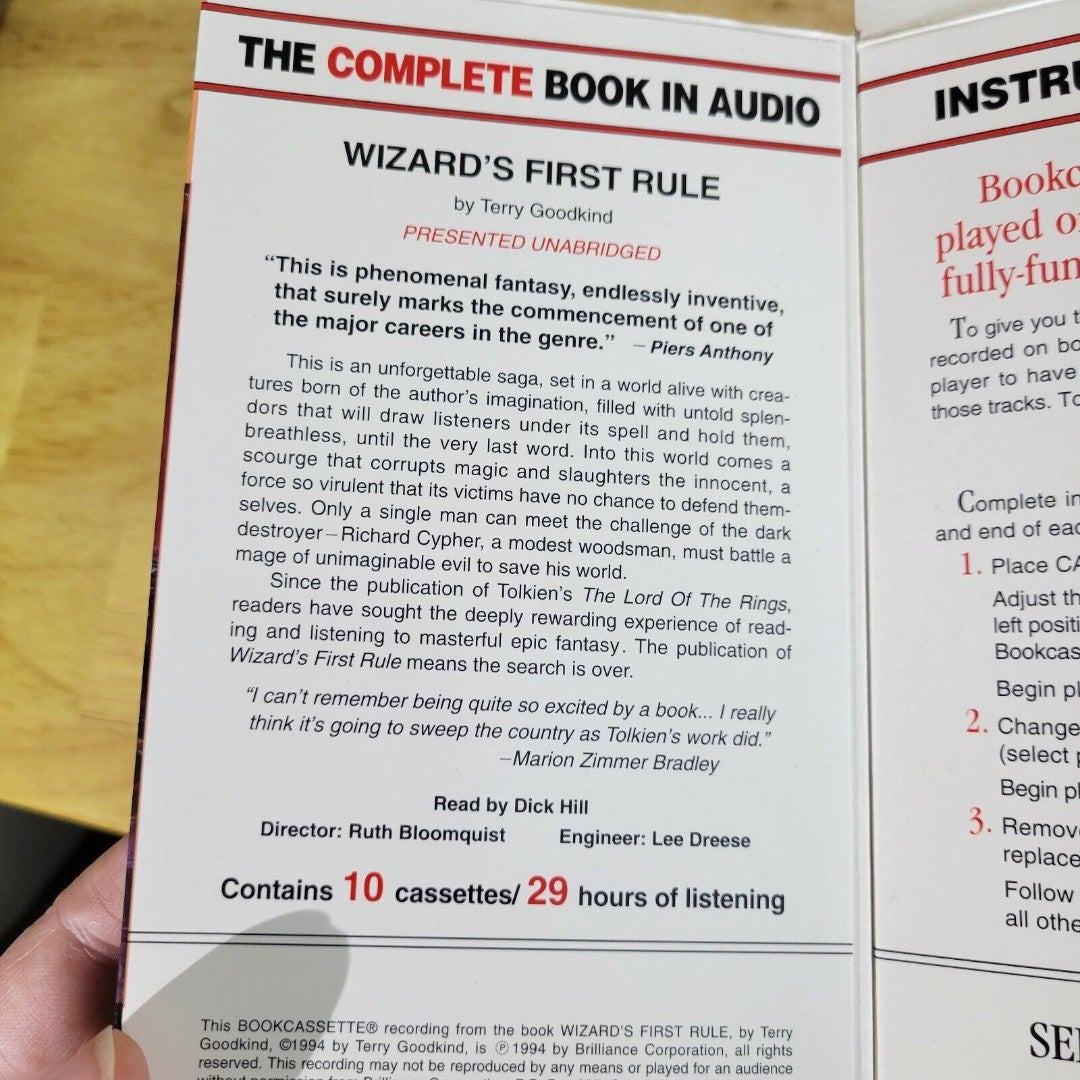 THE COMPLETE BOOK IN AUDIO
WIZARD'S FIRST RULE
by Terry Goodkind
PRESENTED UNABRIDGED
"This is phenomenal fantasy, endlessly inventive,
that surely marks the commencement of one of
the major careers in the genre." – Piers Anthony
This is an unforgettable saga, set in a world alive with crea-
tures born of the author's imagination, filled with untold splen-
dors that will draw listeners under its spell and hold them,
breathless, until the very last word. Into this world comes a
scourge that corrupts magic and slaughters the innocent, a
force so virulent that its victims have no chance to defend them-
selves. Only a single man can meet the challenge of the dark
destroyer – Richard Cypher, a modest woodsman, must battle a
mage of unimaginable evil to save his world.
Since the publication of Tolkien's The Lord Of The Rings,
readers have sought the deeply rewarding experience of read-
ing and listening to masterful epic fantasy. The publication of
Wizard's First Rule means the search is over.
"I can't remember being quite so excited by a book... I really
think it's going to sweep the country as Tolkien's work did."
–Marion Zimmer Bradley
Read by Dick Hill
Director: Ruth Bloomquist Engineer: Lee Dreese
Contains 10 cassettes/ 29 hours of listening
This BOOKCASSETTE® recording from the book WIZARD'S FIRST RULE, by Terry
Goodkind, ©1994 by Terry Goodkind, is ℗1994 by Brilliance Corporation, all rights
reserved. This recording may not be reproduced by any means or played for an audience
INSTRU
Bookc
played o
fully-fun
To give you t
recorded on bo
player to have
those tracks. To
Complete in
and end of eac
1. Place CA
Adjust th
left positi
Bookcas
Begin pl
2. Change
(select p
Begin pl
3. Remove
replace
Follow
all othe
SE